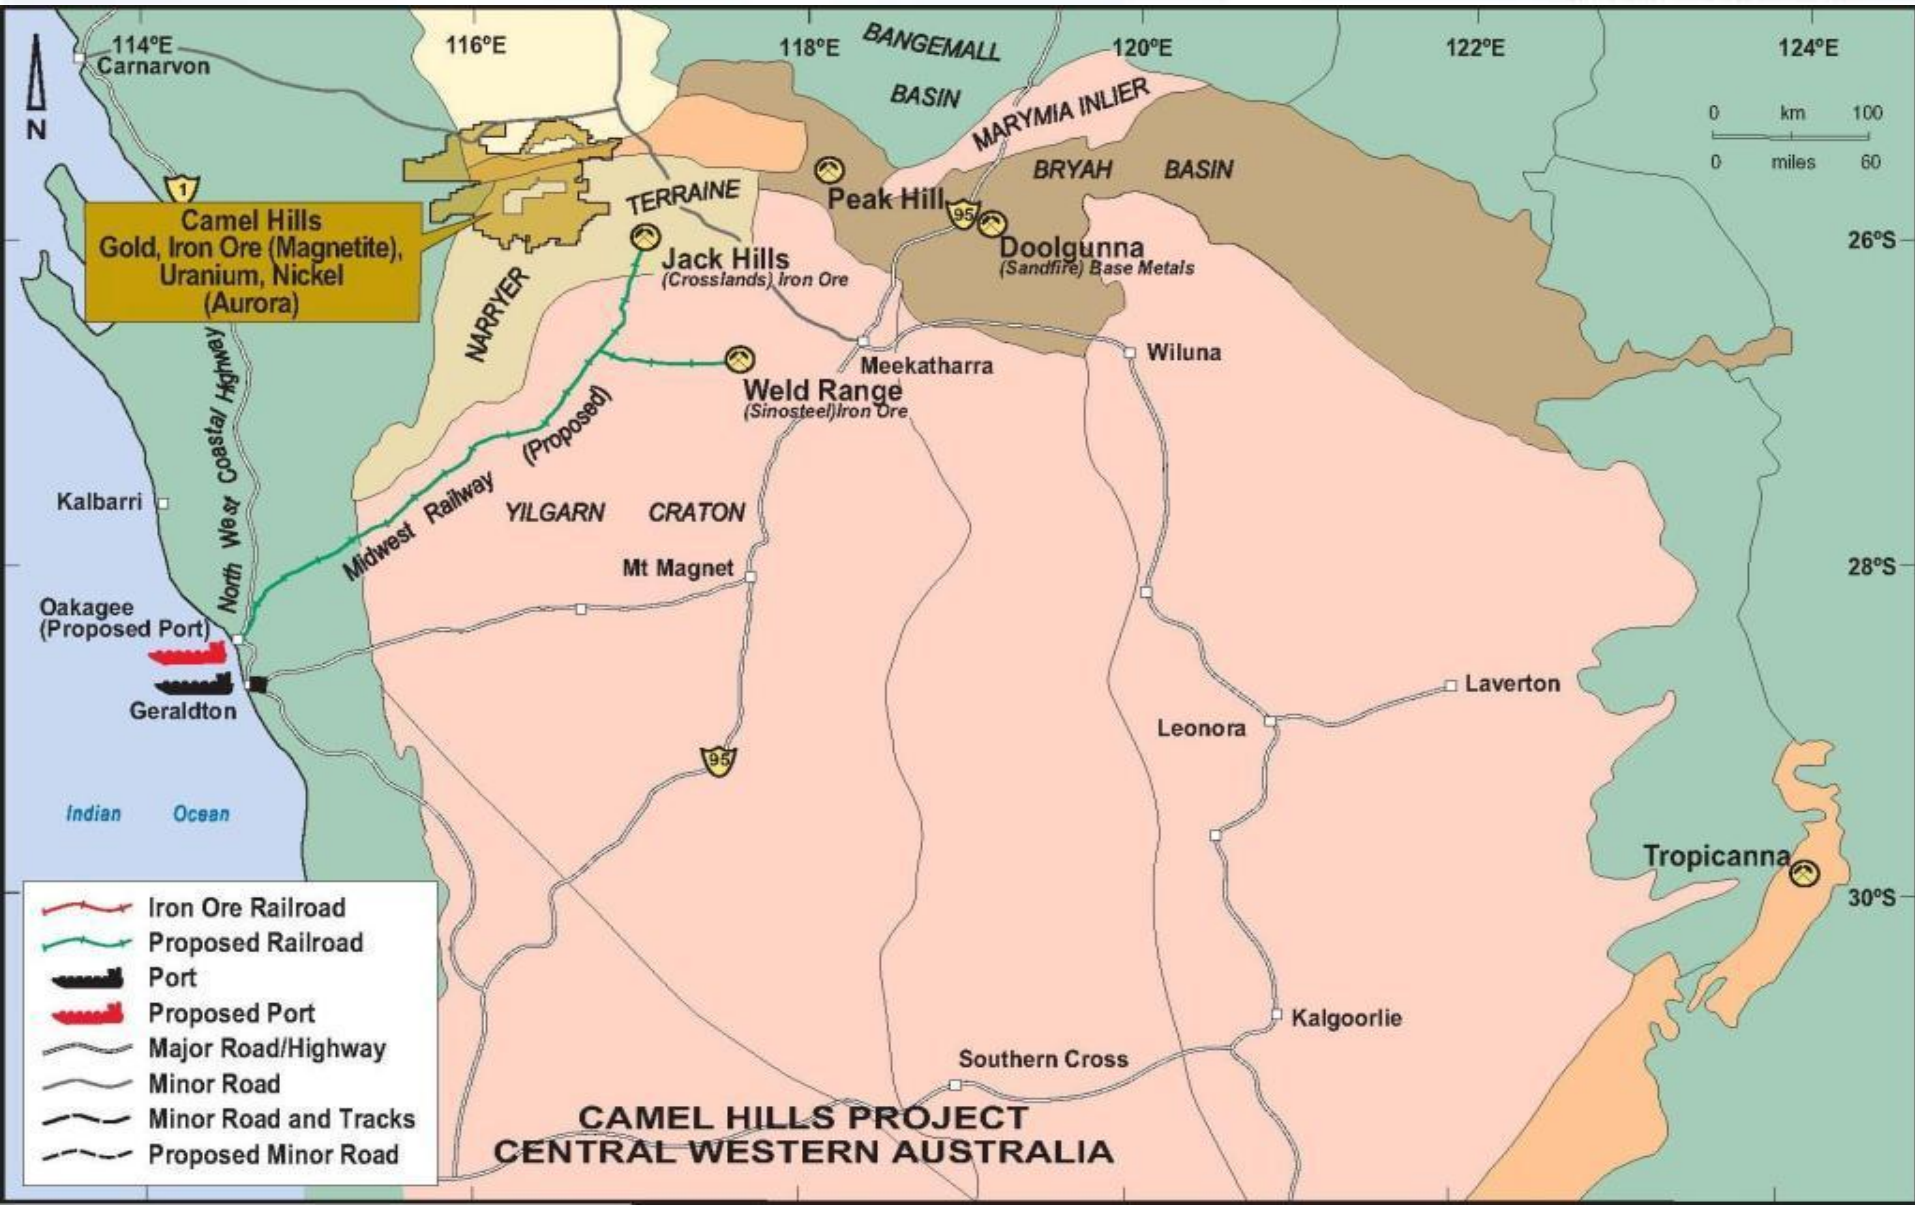 114ºE
116ºE
118ºE
120ºE
122ºE
124ºE
Carnarvon
BANGEMALL
BASIN
MARYMIA INLIER
0 km 100
0 miles 60
N
1
BRYAH BASIN
Peak Hill
TERRAINE
95
Camel Hills
Gold, Iron Ore (Magnetite),
Uranium, Nickel
(Aurora)
Doolgunna
(Sandfire) Base Metals
26ºS
Jack Hills
(Crosslands) Iron Ore
NARRYER
Meekatharra
Wiluna
Weld Range
(Sinosteel)Iron Ore
North West Coastal Highway
(Proposed)
Midwest Railway
Kalbarri
YILGARN CRATON
Mt Magnet
28ºS
Oakagee
(Proposed Port)
Geraldton
Laverton
Leonora
95
Indian Ocean
Tropicanna
30ºS
Iron Ore Railroad
Proposed Railroad
Port
Proposed Port
Major Road/Highway
Minor Road
Minor Road and Tracks
Proposed Minor Road
Kalgoorlie
Southern Cross
CAMEL HILLS PROJECT
CENTRAL WESTERN AUSTRALIA